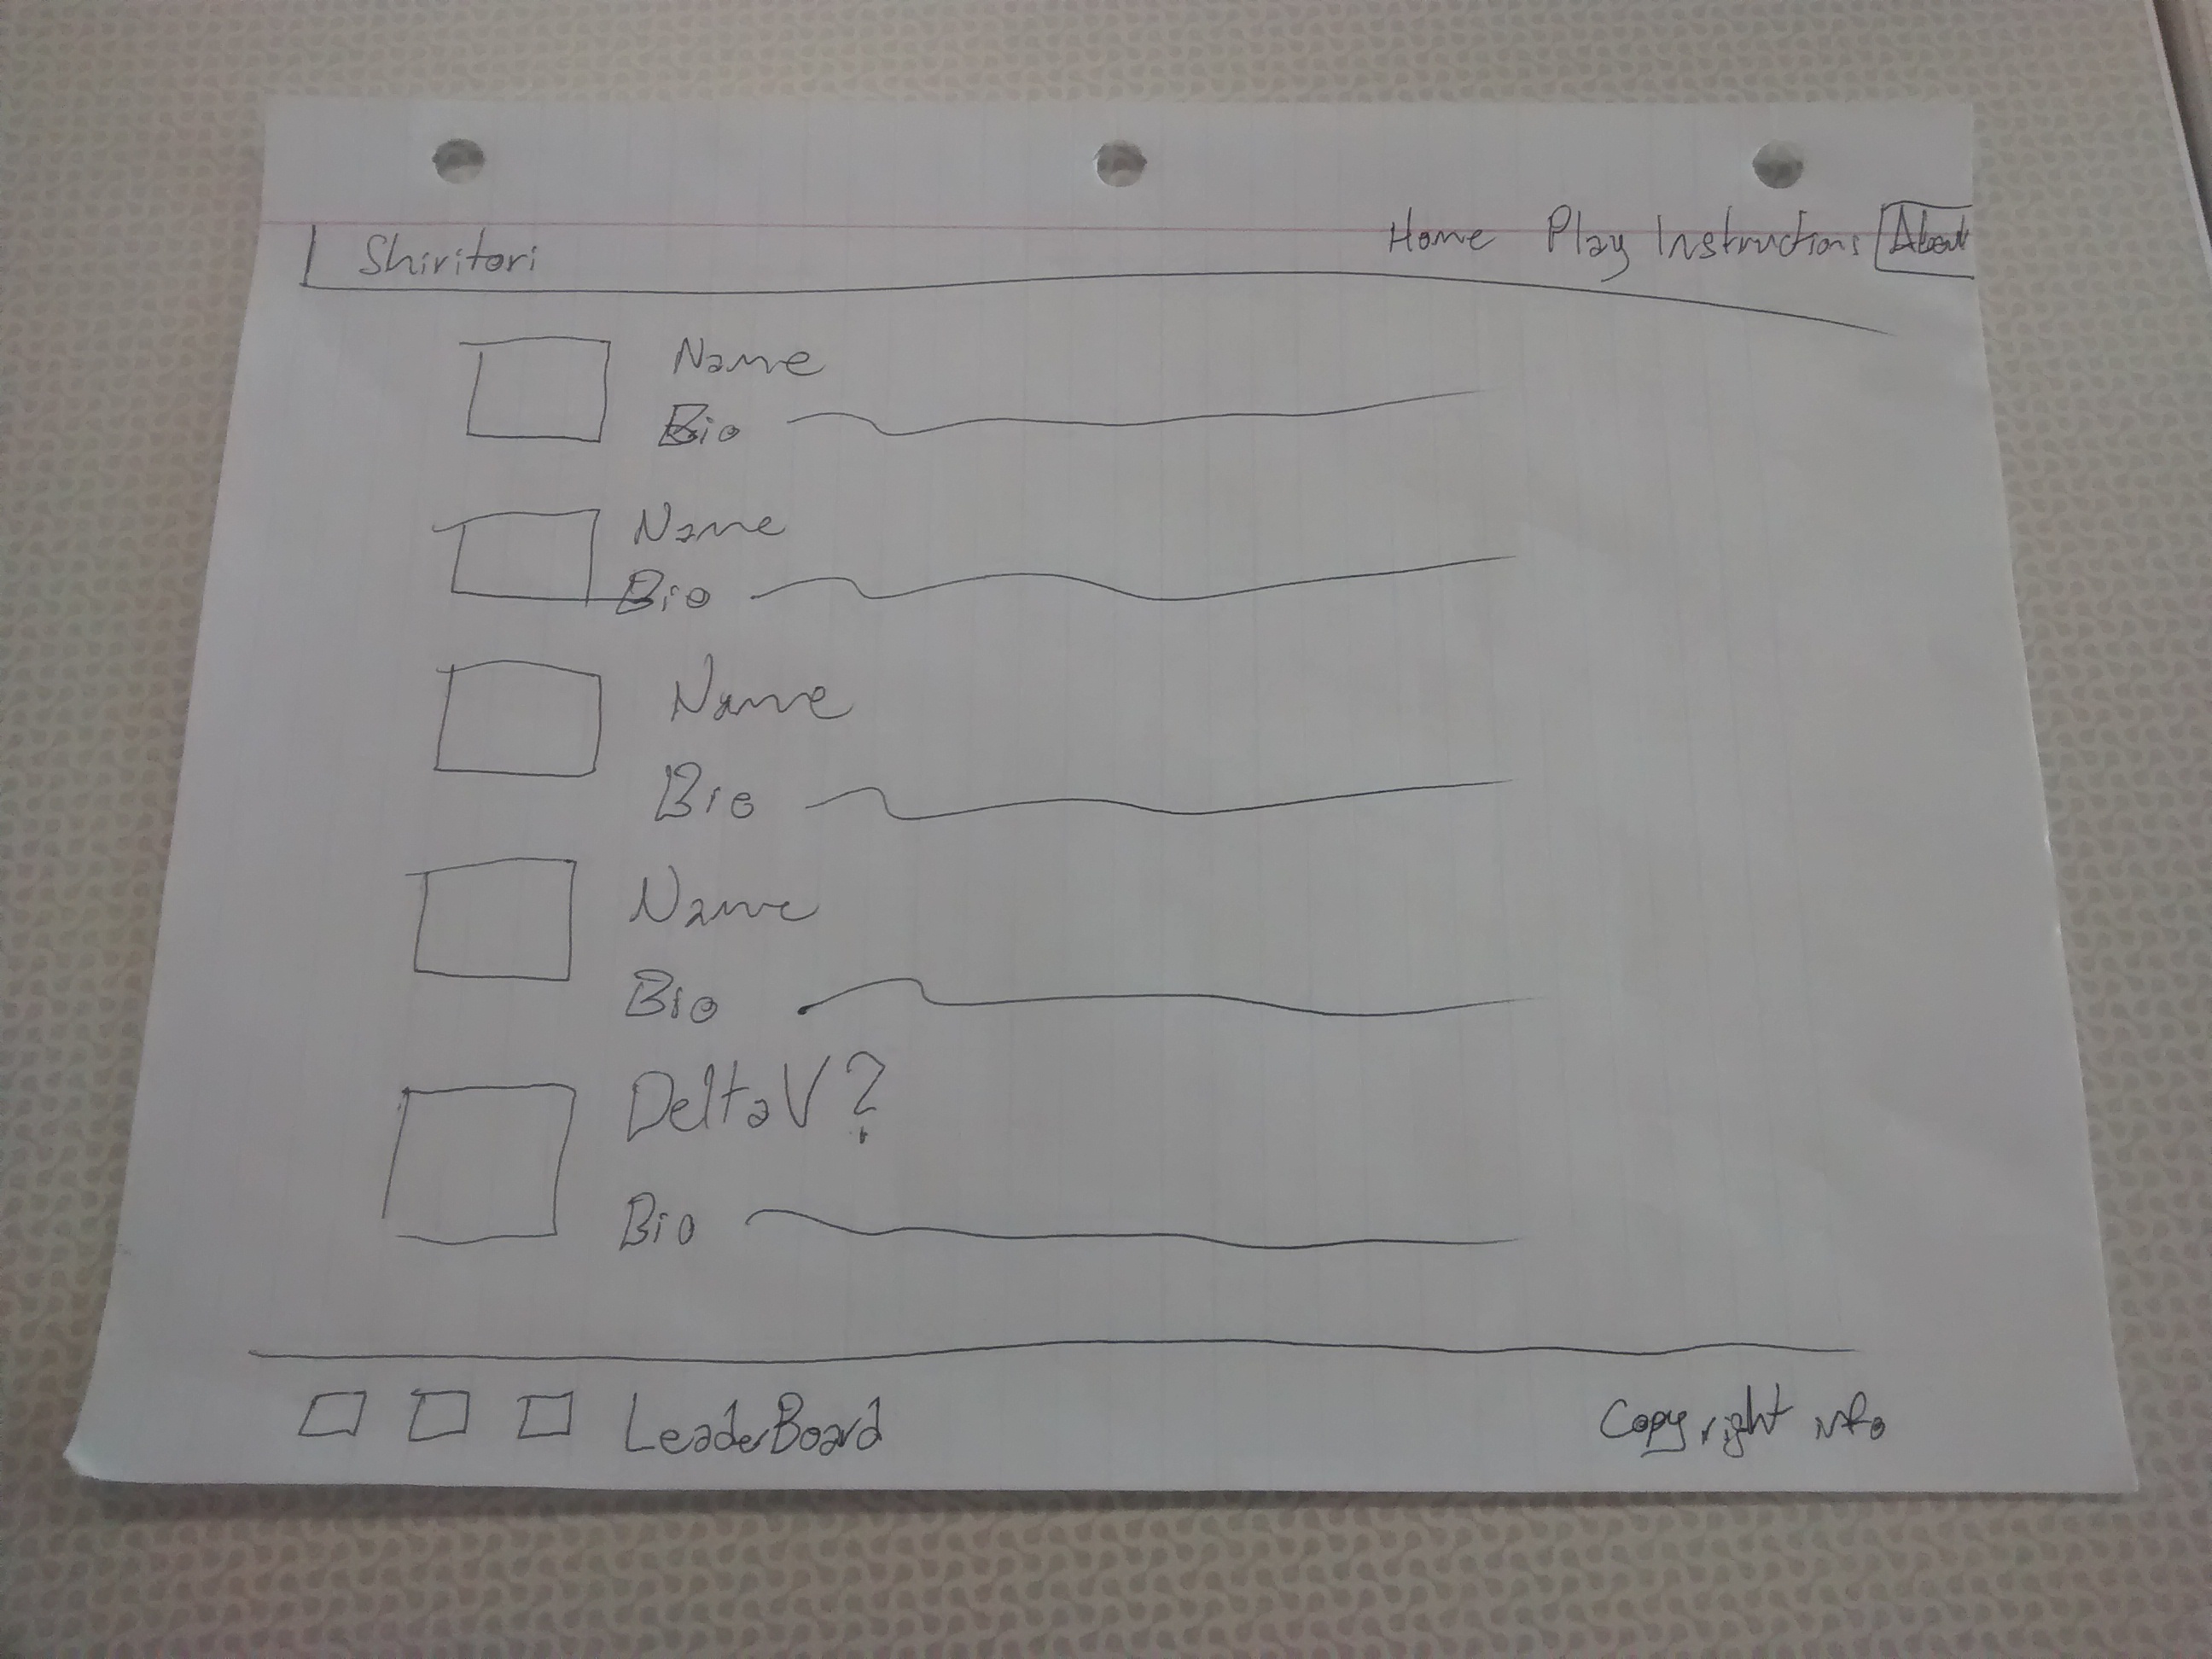 Shiritori Home Play Instructions About
Name
Bio
Name
Bio
Name
Bio
Name
Bio
DeltaV?
Bio
LeaderBoard Copyright info